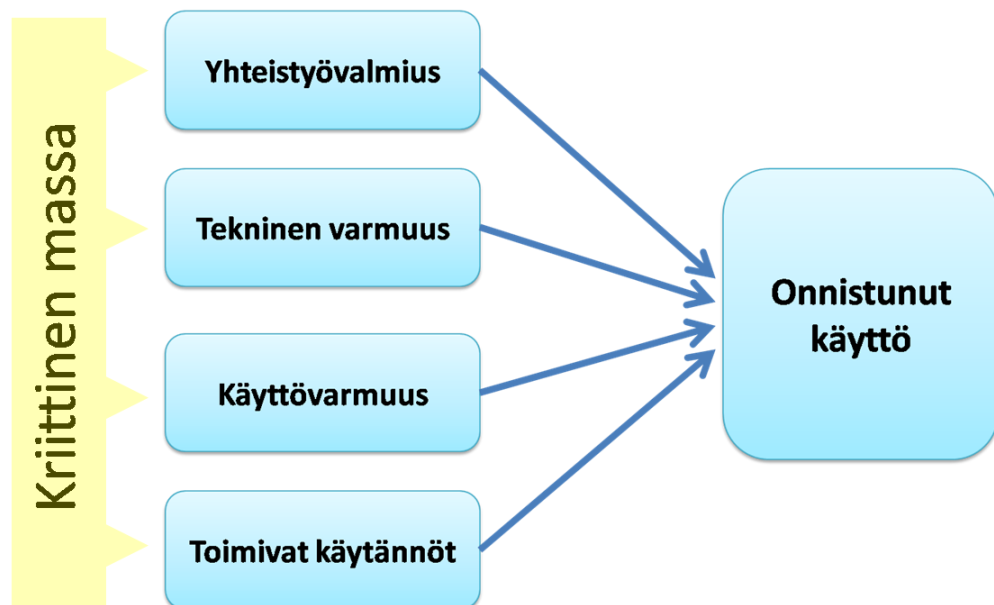 Kriittinen massa
Yhteistyövalmius
Tekninen varmuus
Käyttövarmuus
Toimivat käytännöt
Onnistunut
käyttö